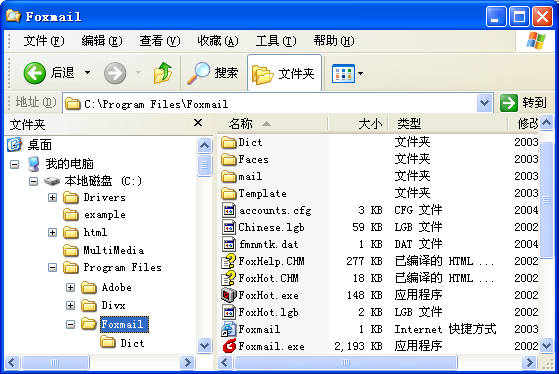 Foxmail
文件(F) 编辑(E) 查看(V) 收藏(A) 工具(T) 帮助(H)
后退 搜索 文件夹
地址(D) C:\Program Files\Foxmail 转到
文件夹
桌面
我的电脑
本地磁盘 (C:)
Drivers
example
html
MultiMedia
Program Files
Adobe
Divx
Foxmail
Dict
名称 大小 类型 修改
Dict 文件夹 2003
Faces 文件夹 2003
mail 文件夹 2003
Template 文件夹 2003
accounts.cfg 3 KB CFG 文件 2004
Chinese.lgb 59 KB LGB 文件 2002
fmnmtk.dat 1 KB DAT 文件 2004
FoxHelp.CHM 277 KB 已编译的 HTML ... 2002
FoxHot.CHM 18 KB 已编译的 HTML ... 2002
FoxHot.exe 148 KB 应用程序 2002
FoxHot.lgb 2 KB LGB 文件 2002
Foxmail 1 KB Internet 快捷方式 2003
Foxmail.exe 2,193 KB 应用程序 2002